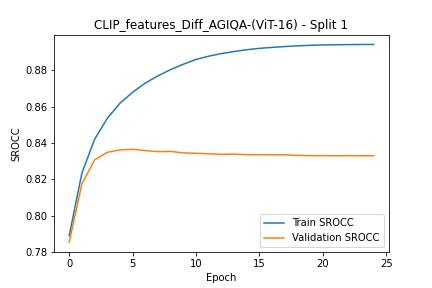 CLIP_features_Diff_AGIQA-(ViT-16) - Split 1
SROCC
0.88
0.86
0.84
0.82
0.80
0.78
0
5
10
15
20
25
Epoch
Train SROCC
Validation SROCC